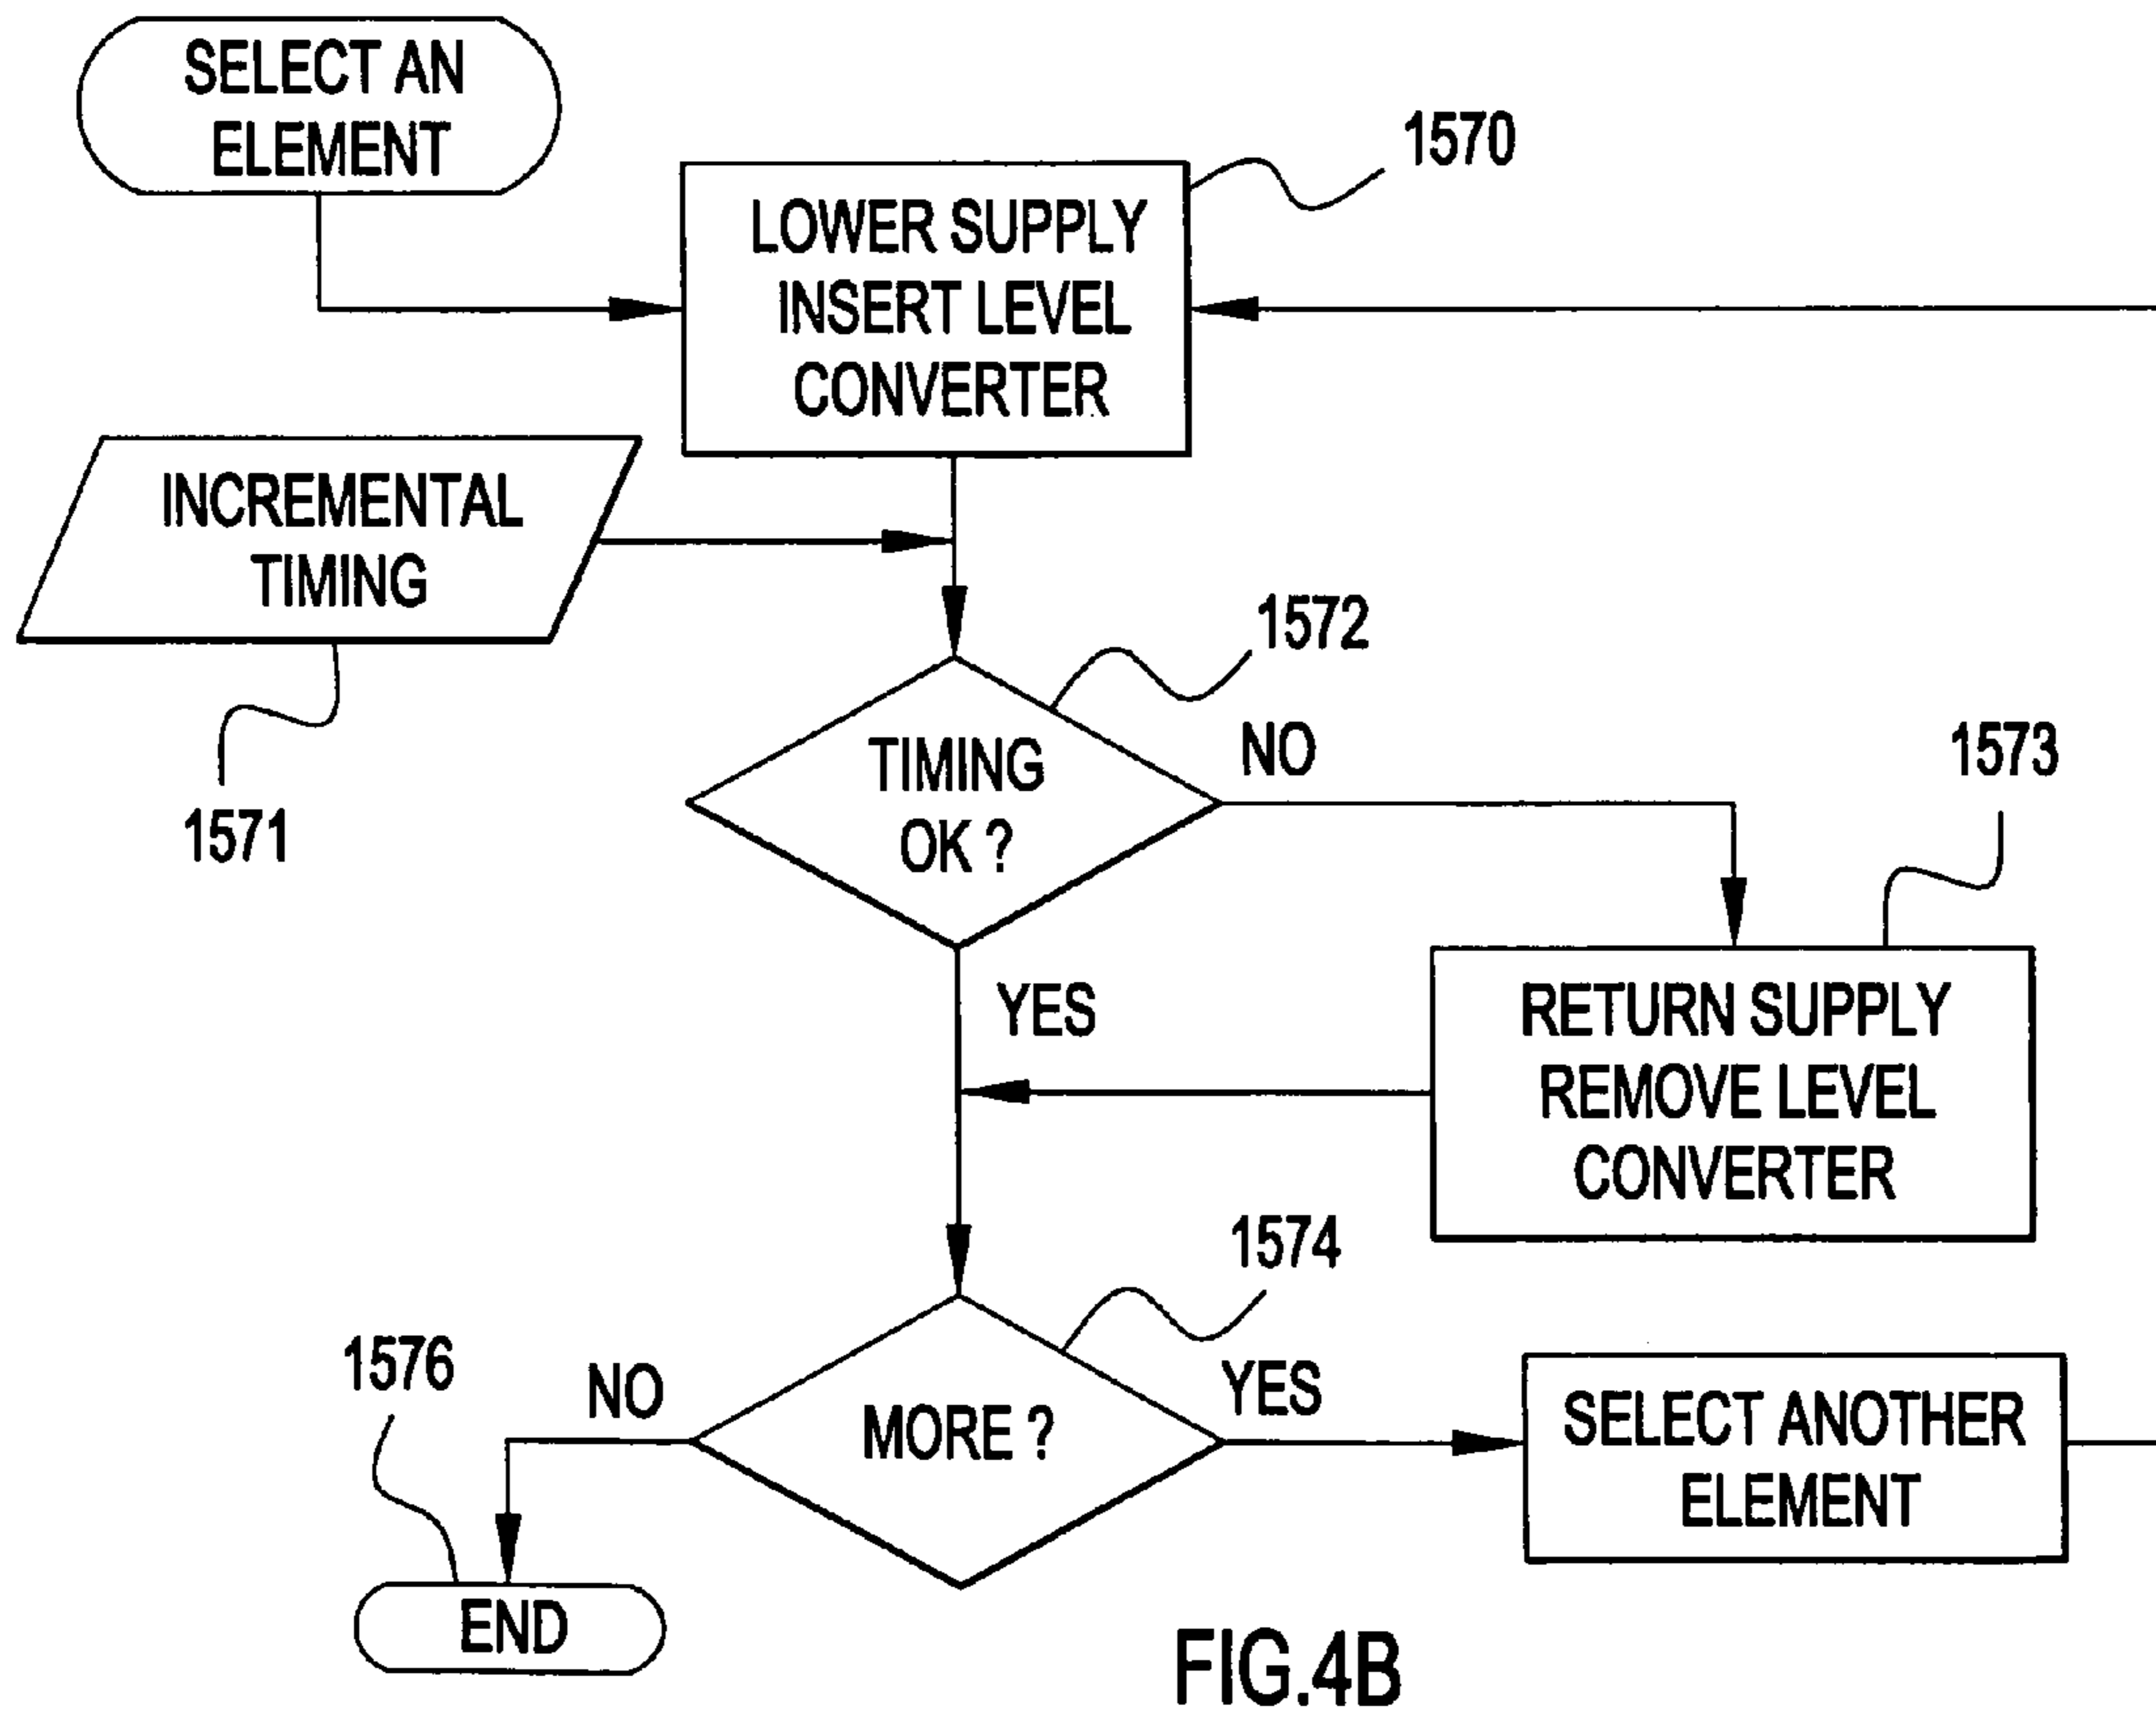 SELECT AN
ELEMENT
1570
LOWER SUPPLY
INSERT LEVEL
CONVERTER
INCREMENTAL
TIMING
1571
1572
TIMING
OK ?
NO
1573
YES
RETURN SUPPLY
REMOVE LEVEL
CONVERTER
1574
1576
NO
MORE ?
YES
SELECT ANOTHER
ELEMENT
END
FIG.4B